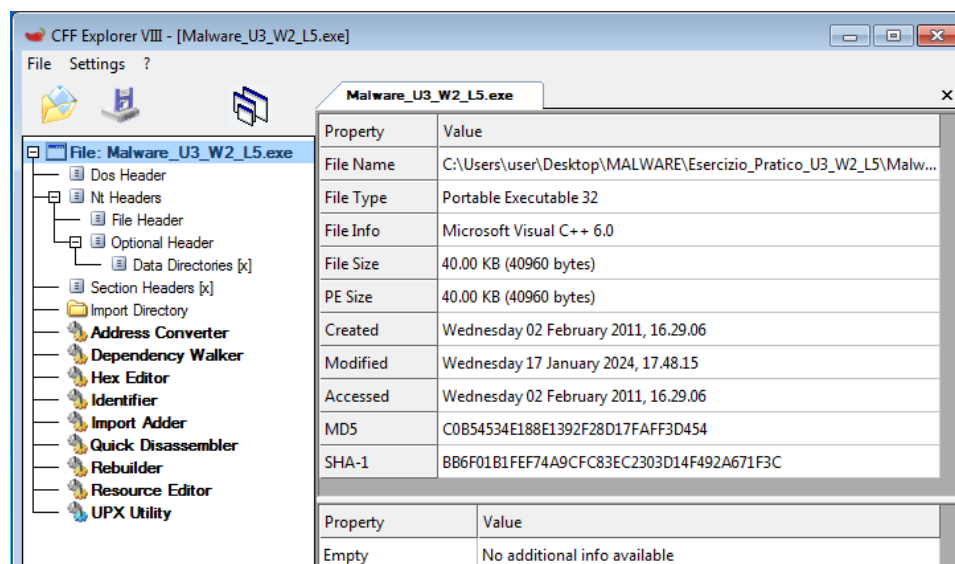 CFF Explorer VIII - [Malware_U3_W2_L5.exe]
File Settings ?
Malware_U3_W2_L5.exe
File: Malware_U3_W2_L5.exe
Dos Header
Nt Headers
File Header
Optional Header
Data Directories [x]
Section Headers [x]
Import Directory
Address Converter
Dependency Walker
Hex Editor
Identifier
Import Adder
Quick Disassembler
Rebuilder
Resource Editor
UPX Utility
Property Value
File Name C:\Users\user\Desktop\MALWARE\Esercizio_Pratico_U3_W2_L5\Malw...
File Type Portable Executable 32
File Info Microsoft Visual C++ 6.0
File Size 40.00 KB (40960 bytes)
PE Size 40.00 KB (40960 bytes)
Created Wednesday 02 February 2011, 16.29.06
Modified Wednesday 17 January 2024, 17.48.15
Accessed Wednesday 02 February 2011, 16.29.06
MD5 C0B54534E188E1392F28D17FAFF3D454
SHA-1 BB6F01B1FEF74A9CFC83EC2303D14F492A671F3C
Property Value
Empty No additional info available